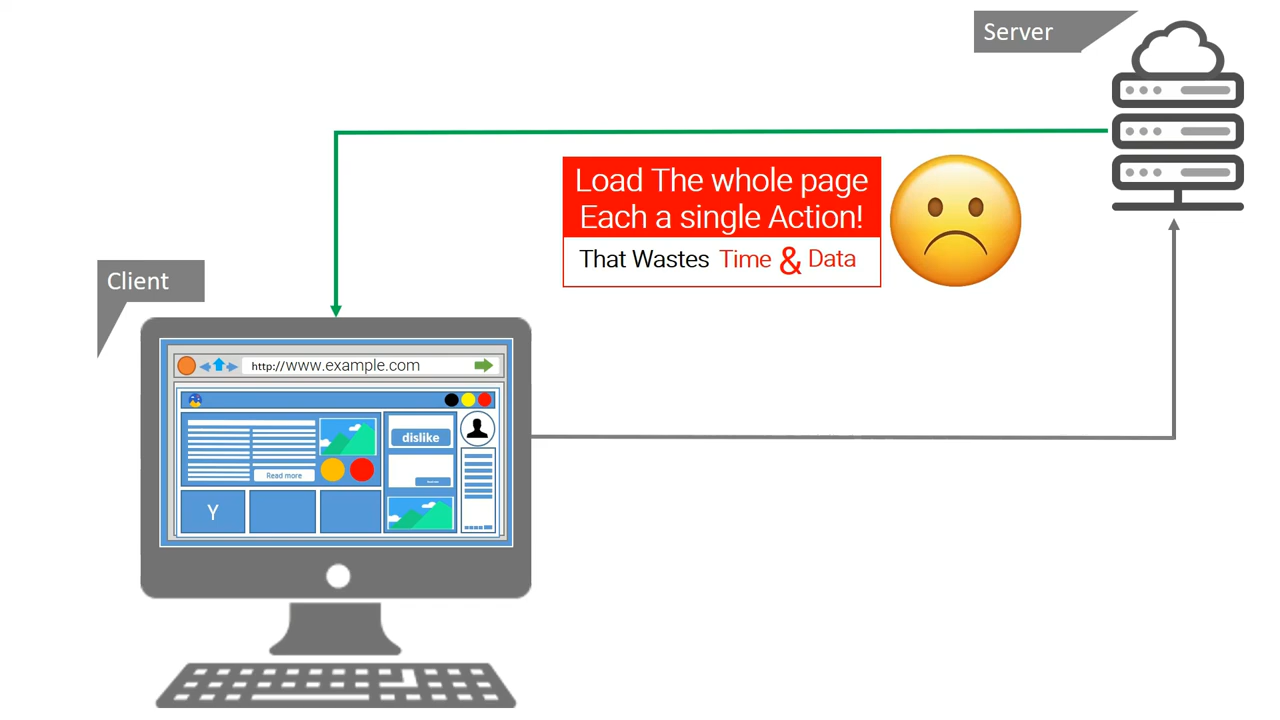 Server
Load The whole page
Each a single Action!
That Wastes Time & Data
Client
http://www.example.com
dislike
Read more
Y